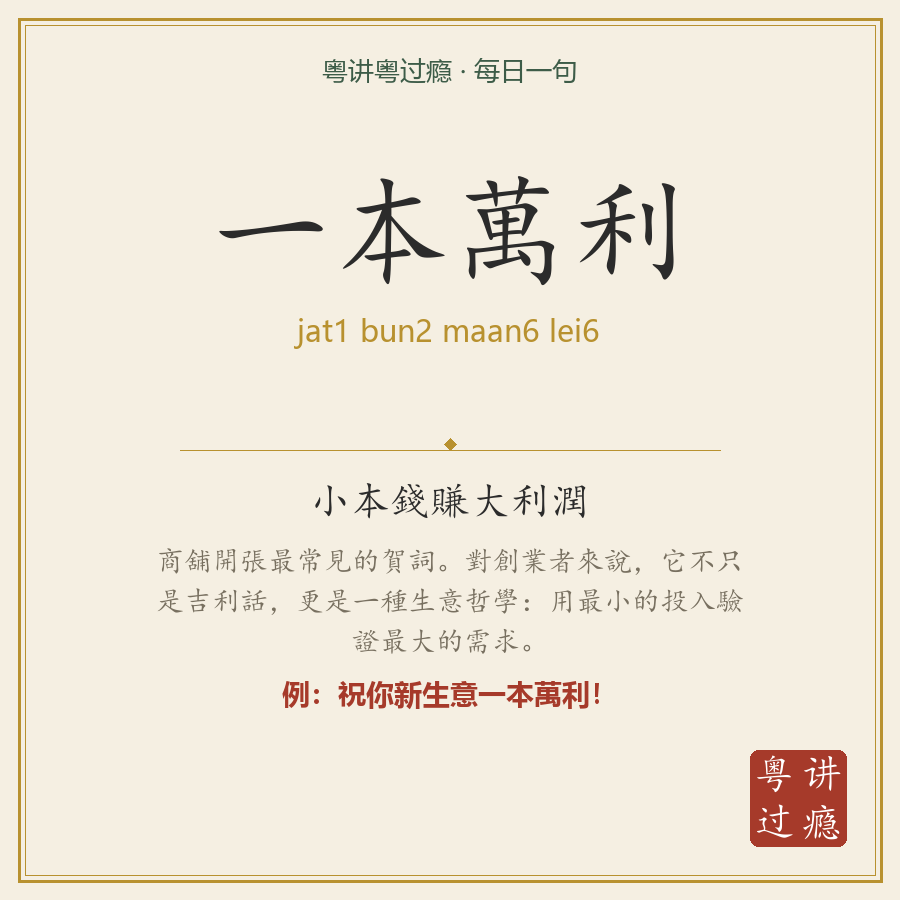 粤讲粤过瘾 · 每日一句
一本萬利
jat1 bun2 maan6 lei6
小本錢賺大利潤
商舖開張最常見的賀詞。對創業者來說，它不只
是吉利話，更是一種生意哲學：用最小的投入驗
證最大的需求。
例：祝你新生意一本萬利！
粤讲
过瘾